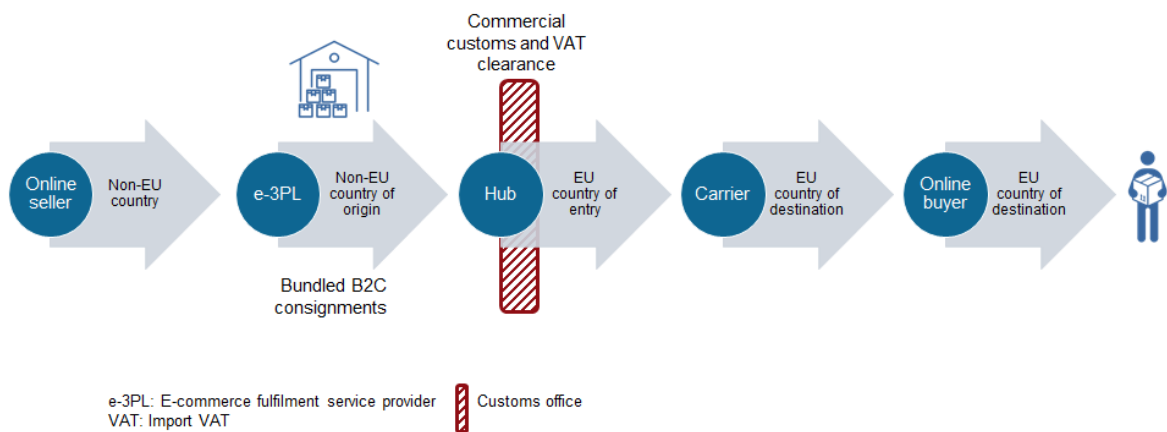 Commercial
customs and VAT
clearance
Online
seller
Non-EU
country
e-3PL
Non-EU
country of
origin
Hub
EU
country of
entry
Carrier
EU
country of
destination
Online
buyer
EU
country of
destination
Bundled B2C
consignments
e-3PL: E-commerce fulfilment service provider
VAT: Import VAT
Customs office